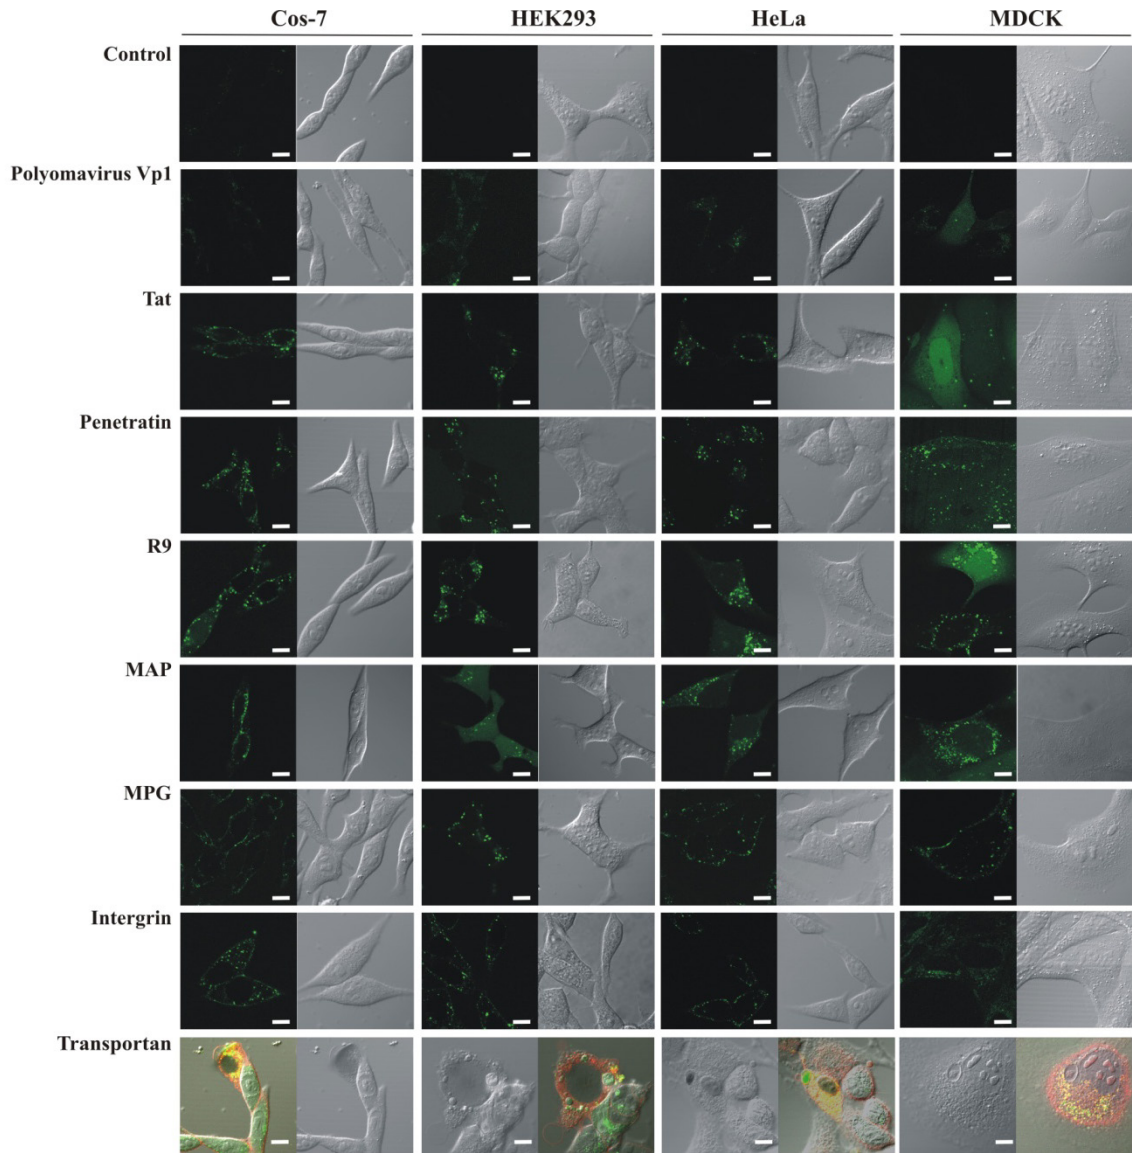 Cos-7 HEK293 HeLa MDCK
Control
Polyomavirus Vp1
Tat
Penetratin
R9
MAP
MPG
Intergrin
Transportan